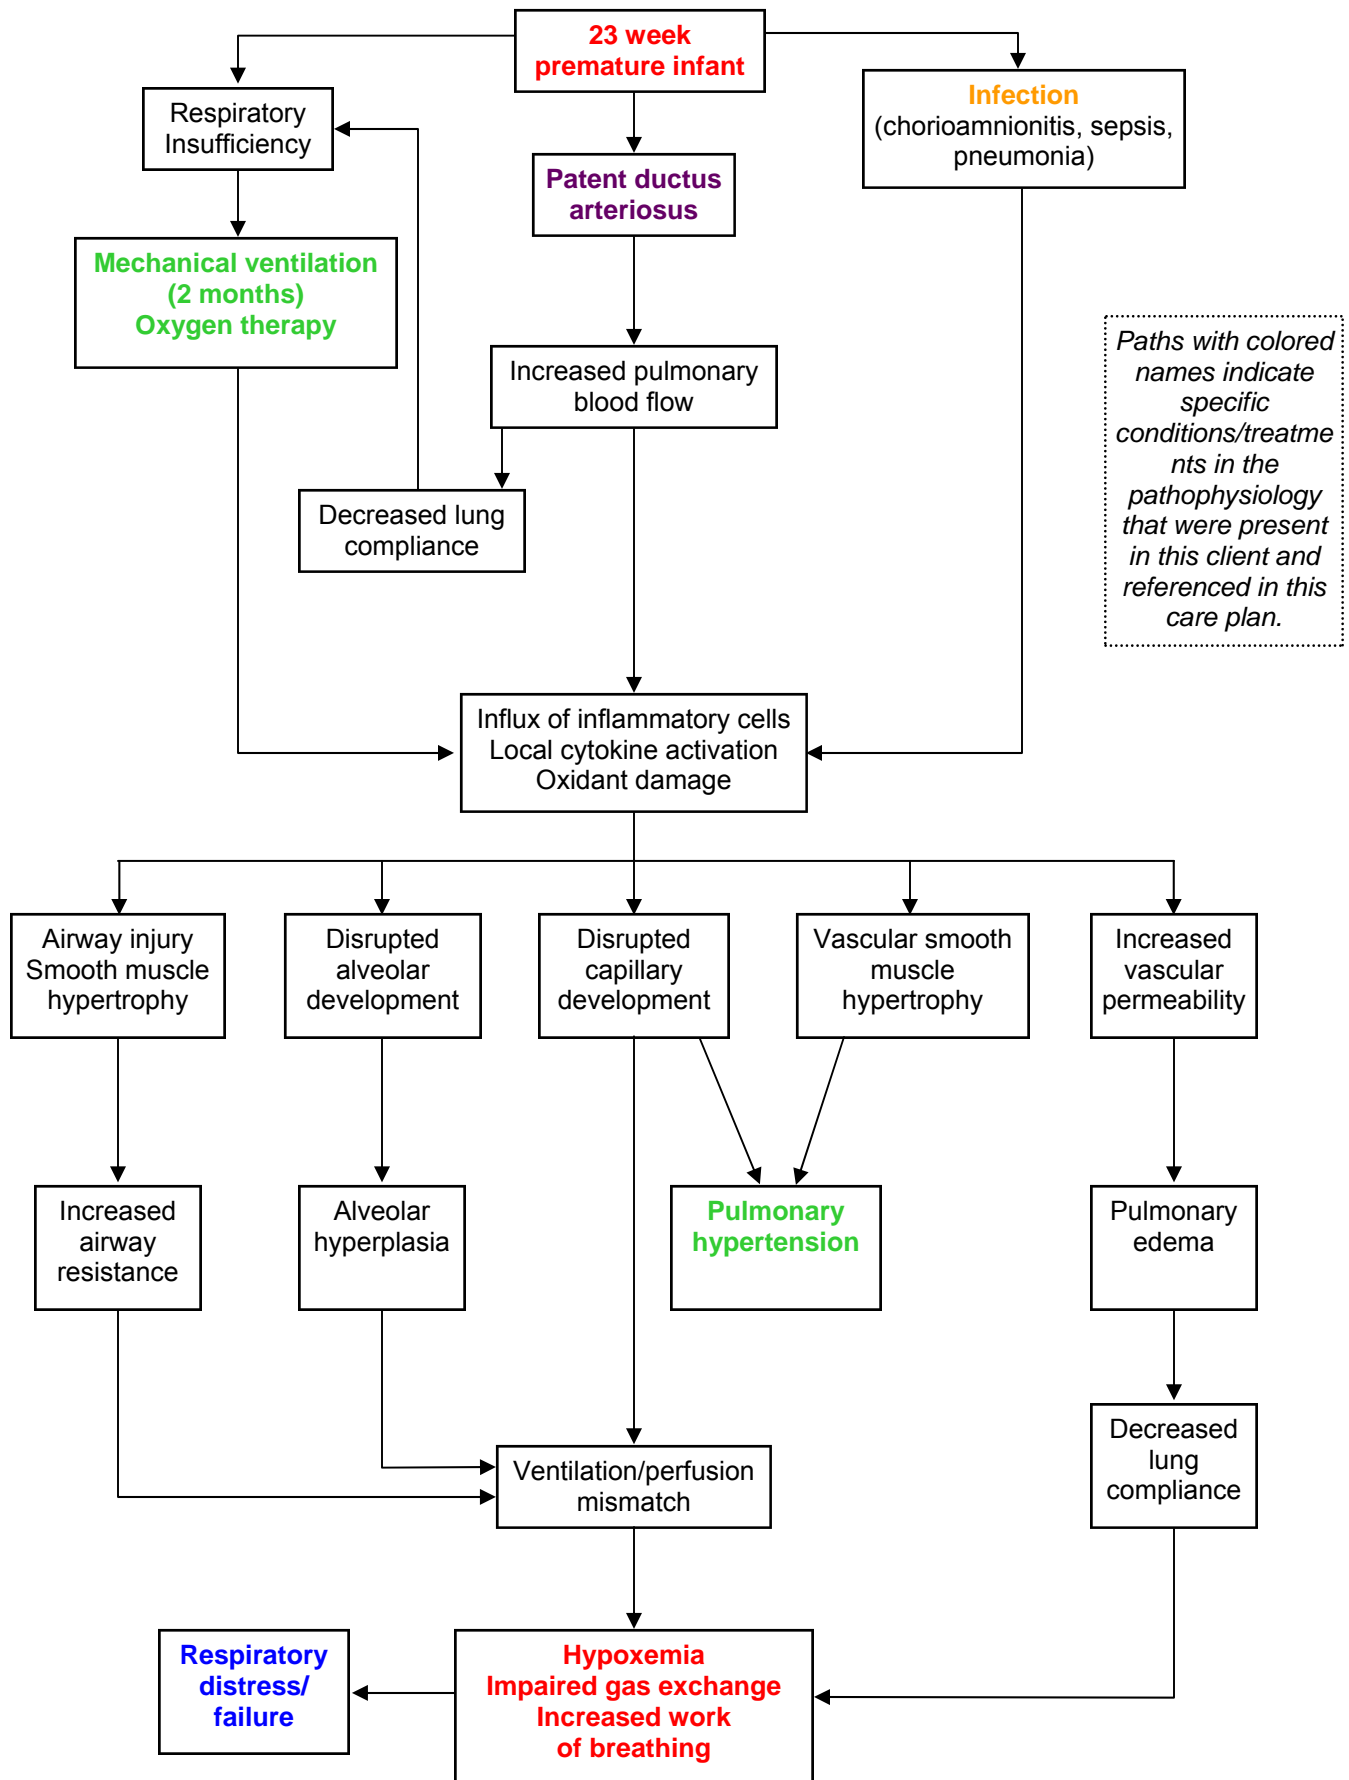 23 week
premature infant
Respiratory
Insufficiency
Infection
(chorioamnionitis, sepsis,
pneumonia)
Patent ductus
arteriosus
Mechanical ventilation
(2 months)
Oxygen therapy
Increased pulmonary
blood flow
Decreased lung
compliance
Paths with colored
names indicate
specific
conditions/treatme
nts in the
pathophysiology
that were present
in this client and
referenced in this
care plan.
Influx of inflammatory cells
Local cytokine activation
Oxidant damage
Airway injury
Smooth muscle
hypertrophy
Disrupted
alveolar
development
Disrupted
capillary
development
Vascular smooth
muscle
hypertrophy
Increased
vascular
permeability
Increased
airway
resistance
Alveolar
hyperplasia
Pulmonary
hypertension
Pulmonary
edema
Decreased
lung
compliance
Ventilation/perfusion
mismatch
Respiratory
distress/
failure
Hypoxemia
Impaired gas exchange
Increased work
of breathing